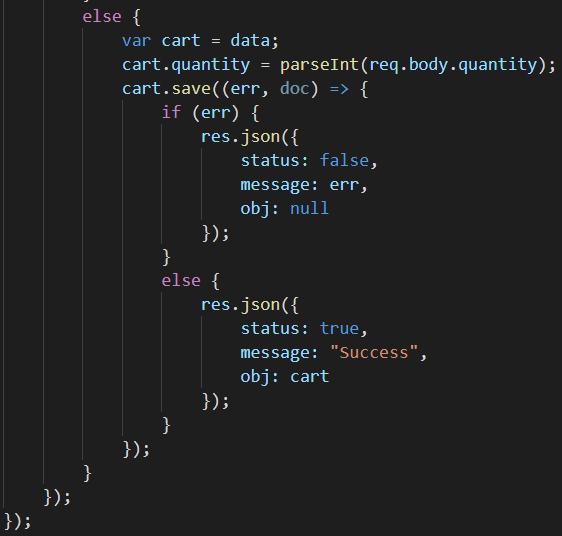 else {
var cart = data;
cart.quantity = parseInt(req.body.quantity);
cart.save((err, doc) => {
if (err) {
res.json({
status: false,
message: err,
obj: null
});
}
else {
res.json({
status: true,
message: "Success",
obj: cart
});
}
});
}
});
});